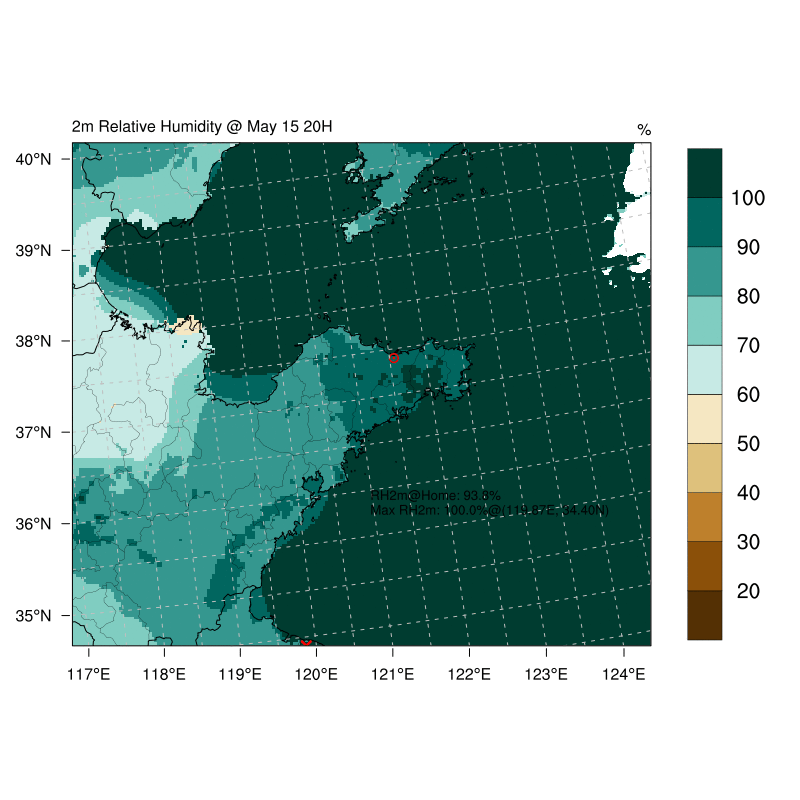 2m Relative Humidity @ May 15 20H
%
40°N
39°N
38°N
37°N
36°N
35°N
117°E
118°E
119°E
120°E
121°E
122°E
123°E
124°E
100
90
80
70
60
50
40
30
20
RH2m@Home: 93.8%
Max RH2m: 100.0%@(119.87E, 34.40N)